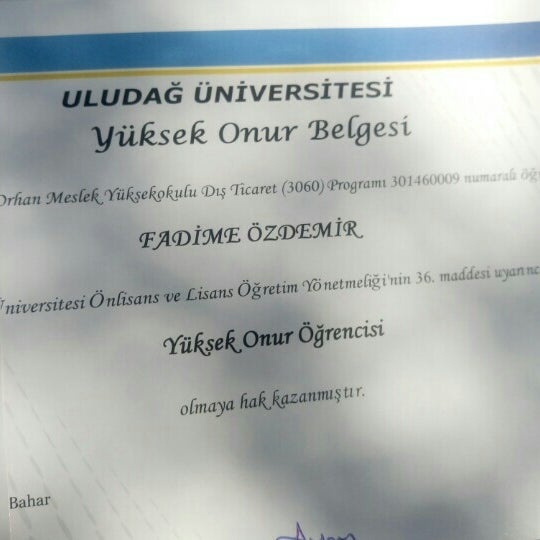 ULUDAĞ ÜNİVERSİTESİ
Yüksek Onur Belgesi
Orhan Meslek Yüksekokulu Dış Ticaret (3060) Programı 301460009 numaralı
FADİME ÖZDEMİR
Üniversitesi Önlisans ve Lisans Öğretim Yönetmeliği'nin 36. maddesi
Yüksek Onur Öğrencisi
olmaya hak kazanmıştır.
Bahar